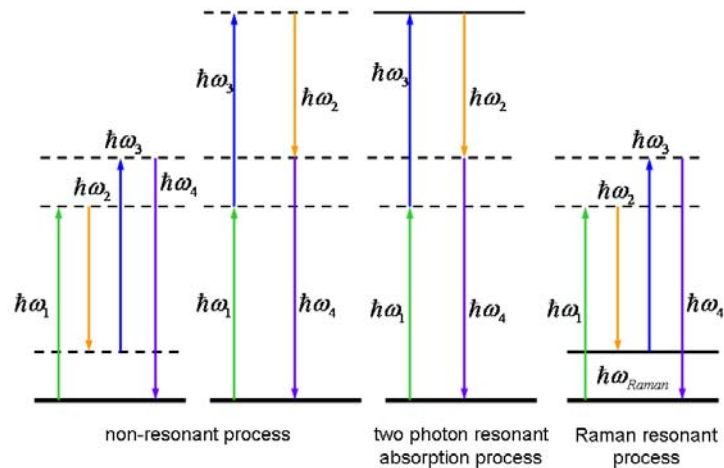 ħω₃
ħω₂
ħω₃
ħω₂
ħω₃
ħω₂
ħω₄
ħω₃
ħω₂
ħω₁
ħω₁
ħω₄
ħω₁
ħω₄
ħω₁
ħω₄
ħω_Raman
non-resonant process
two photon resonant
absorption process
Raman resonant
process